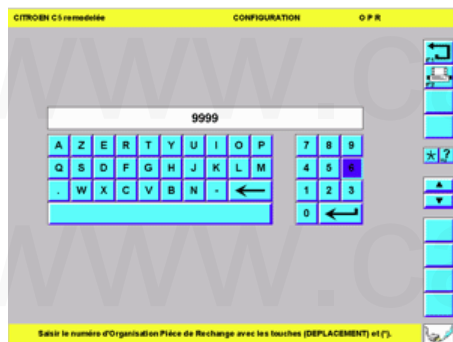 CITROEN C5 remodelée CONFIGURATION O P R
F1
9999
A Z E R T Y U I O P 7 8 9
Q S D F G H J K L M 4 5 6
* ?
. W X C V B N - 1 2 3
0
Saisir le numéro d'Organisation Pièce de Rechange avec les touches (DEPLACEMENT) et (*).